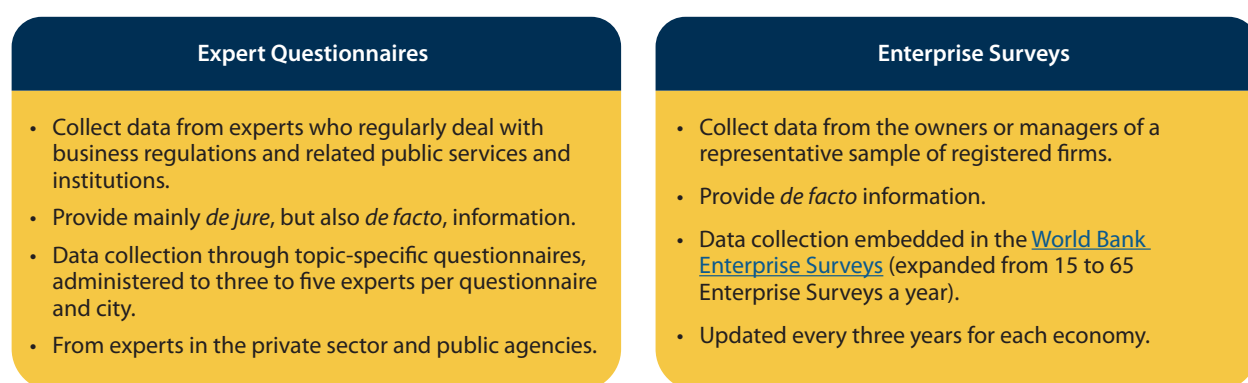 Expert Questionnaires
• Collect data from experts who regularly deal with
business regulations and related public services and
institutions.
• Provide mainly de jure, but also de facto, information.
• Data collection through topic-specific questionnaires,
administered to three to five experts per questionnaire
and city.
• From experts in the private sector and public agencies.
Enterprise Surveys
• Collect data from the owners or managers of a
representative sample of registered firms.
• Provide de facto information.
• Data collection embedded in the World Bank
Enterprise Surveys (expanded from 15 to 65
Enterprise Surveys a year).
• Updated every three years for each economy.